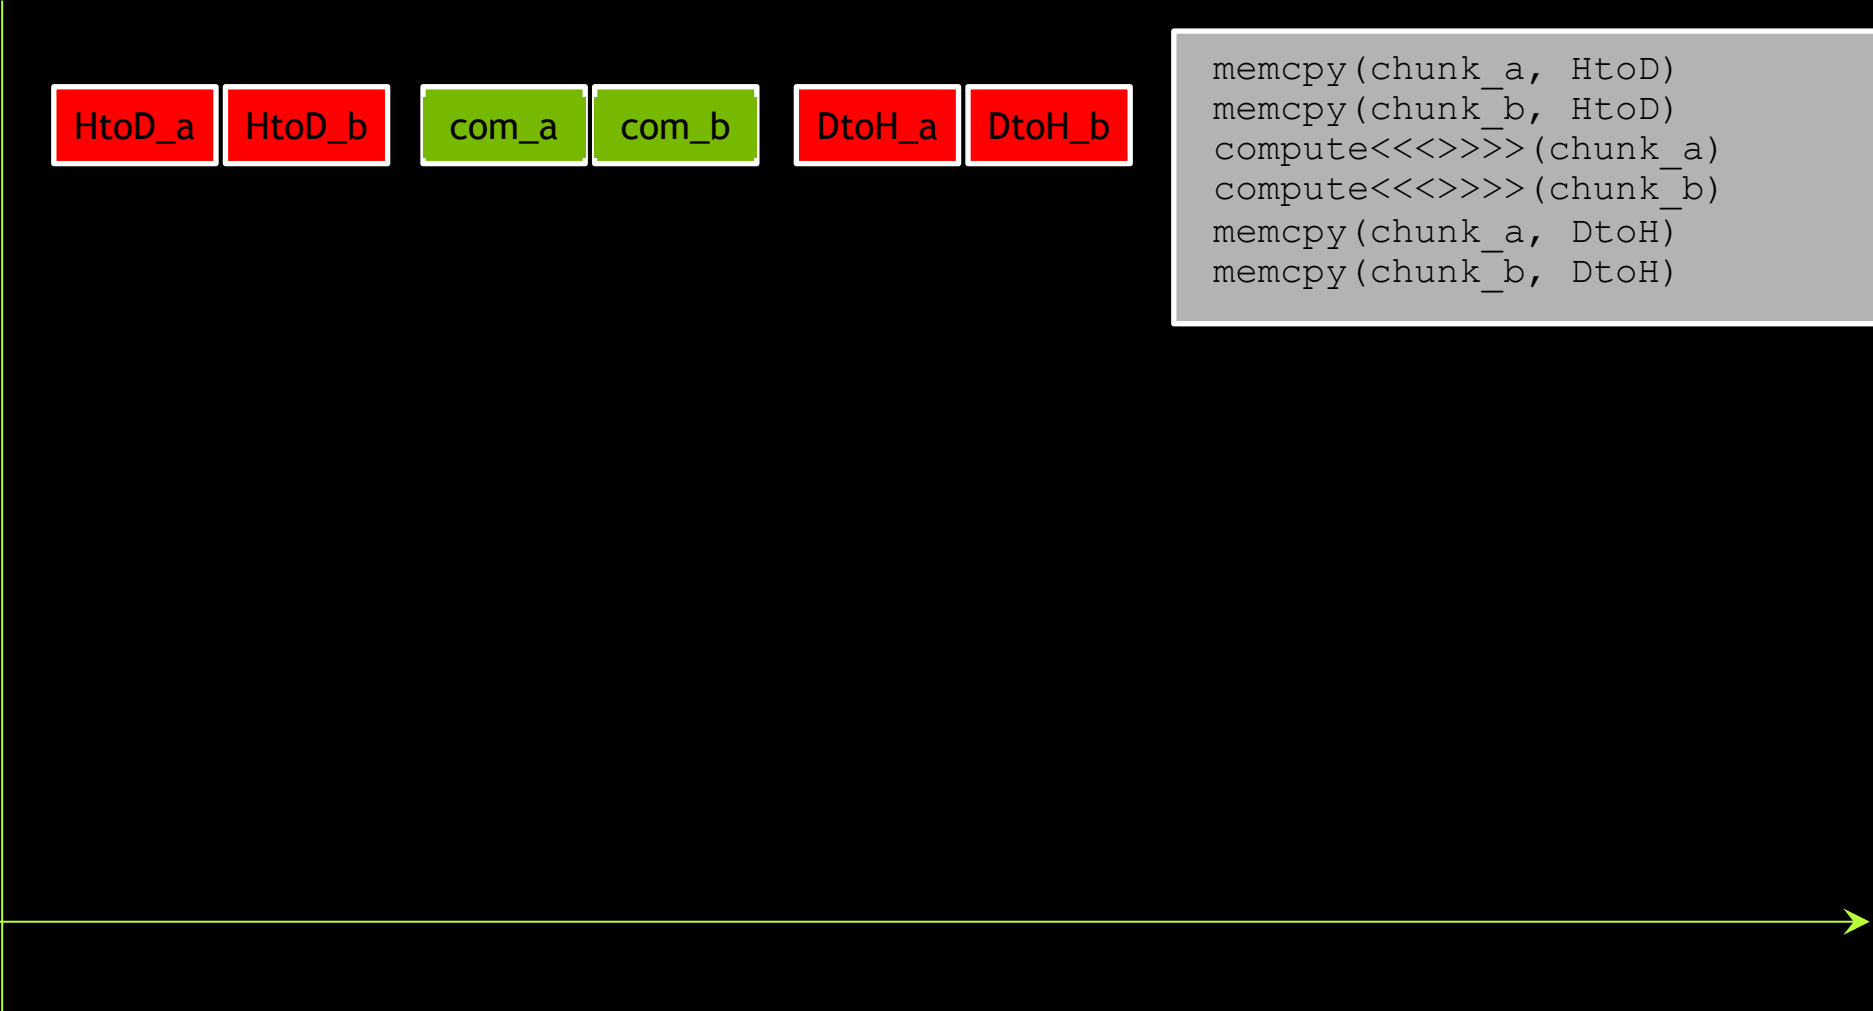 HtoD_a HtoD_b com_a com_b DtoH_a DtoH_b
memcpy(chunk_a, HtoD)
memcpy(chunk_b, HtoD)
compute<<<>>>>(chunk_a)
compute<<<>>>>(chunk_b)
memcpy(chunk_a, DtoH)
memcpy(chunk_b, DtoH)